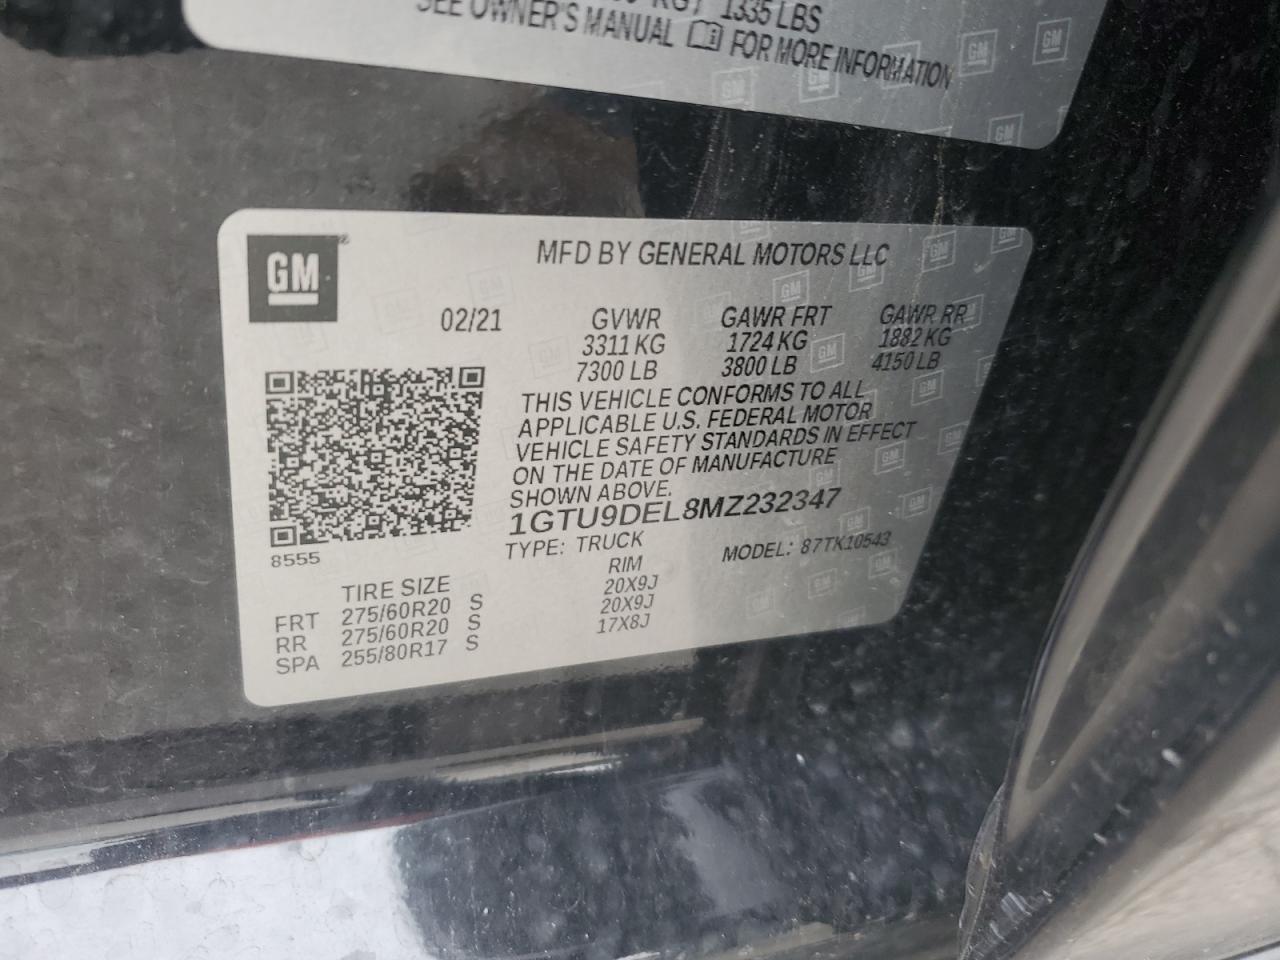 KG / 1335 LBS
SEE OWNER'S MANUAL FOR MORE INFORMATION
GM
MFD BY GENERAL MOTORS LLC
02/21 GVWR GAWR FRT GAWR RR
3311 KG 1724 KG 1882 KG
7300 LB 3800 LB 4150 LB
THIS VEHICLE CONFORMS TO ALL
APPLICABLE U.S. FEDERAL MOTOR
VEHICLE SAFETY STANDARDS IN EFFECT
ON THE DATE OF MANUFACTURE
SHOWN ABOVE.
1GTU9DEL8MZ232347
8555 TYPE: TRUCK MODEL: 87TK10543
TIRE SIZE RIM
FRT 275/60R20 S 20X9J
RR 275/60R20 S 20X9J
SPA 255/80R17 S 17X8J